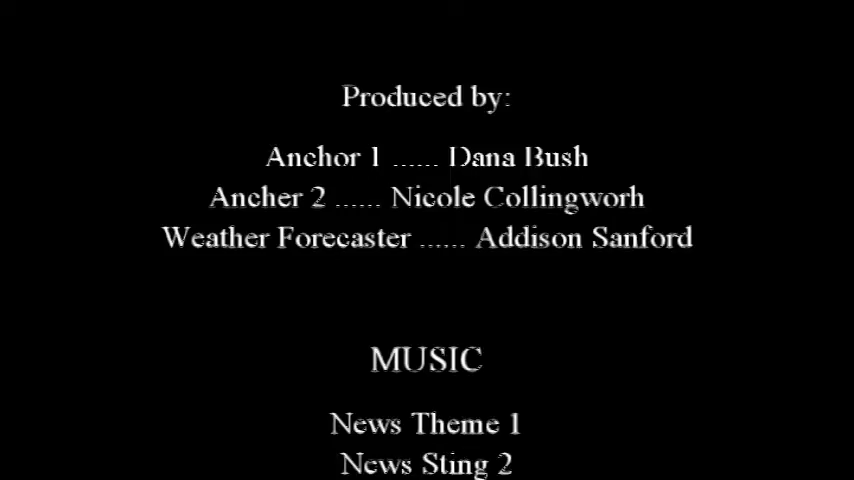 Produced by:
Anchor 1 ...... Dana Bush
Ancher 2 ...... Nicole Collingworh
Weather Forecaster ...... Addison Sanford
MUSIC
News Theme 1
News Sting 2